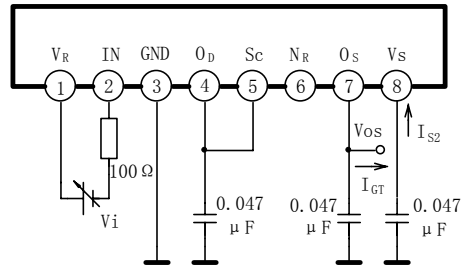 VR IN GND OD Sc NR OS Vs
1 2 3 4 5 6 7 8
Vos
IS2
100Ω
IGT
Vi
0.047 0.047 0.047
μF μF μF